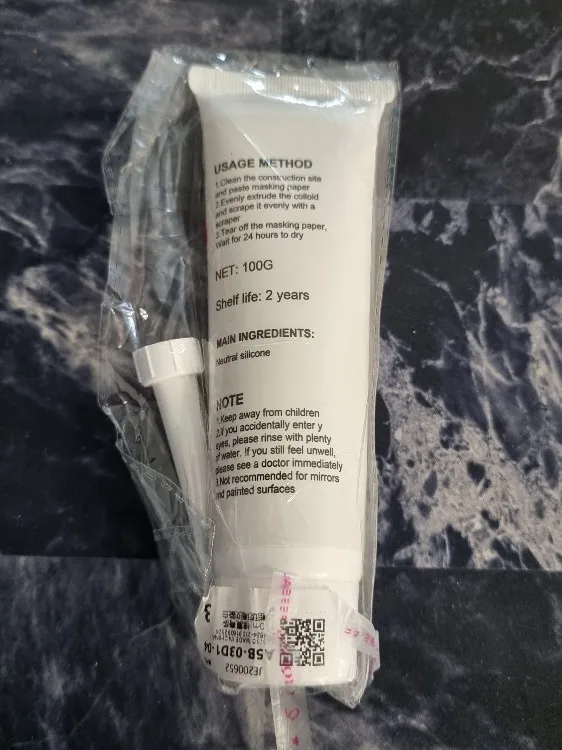 USAGE METHOD
1.Clean the construction site
and paste masking paper
2.Evenly extrude the colloid
and scrape it evenly with a
scraper
3.Tear off the masking paper,
Wait for 24 hours to dry
NET: 100G
Shelf life: 2 years
MAIN INGREDIENTS:
Neutral silicone
NOTE
1.Keep away from children
2.If you accidentally enter y
eyes, please rinse with plenty
of water. If you still feel unwell,
please see a doctor immediately
3.Not recommended for mirrors
and painted surfaces
A5B-03D1-04
JE200652